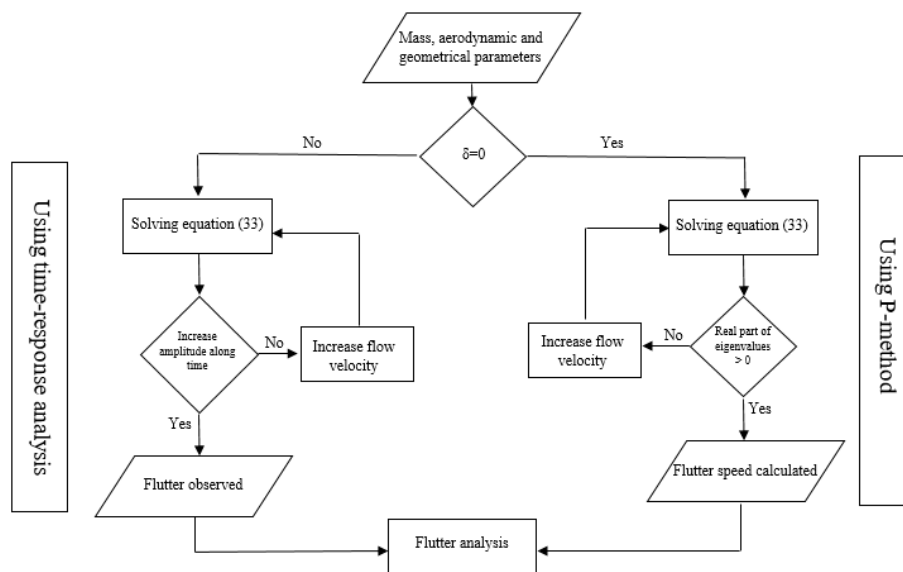 Mass, aerodynamic and
geometrical parameters
No
δ=0
Yes
Using time-response analysis
Solving equation (33)
Increase
amplitude along
time
No
Increase flow
velocity
Yes
Flutter observed
Solving equation (33)
Increase flow
velocity
No
Real part of
eigenvalues
> 0
Yes
Flutter speed calculated
Using P-method
Flutter analysis